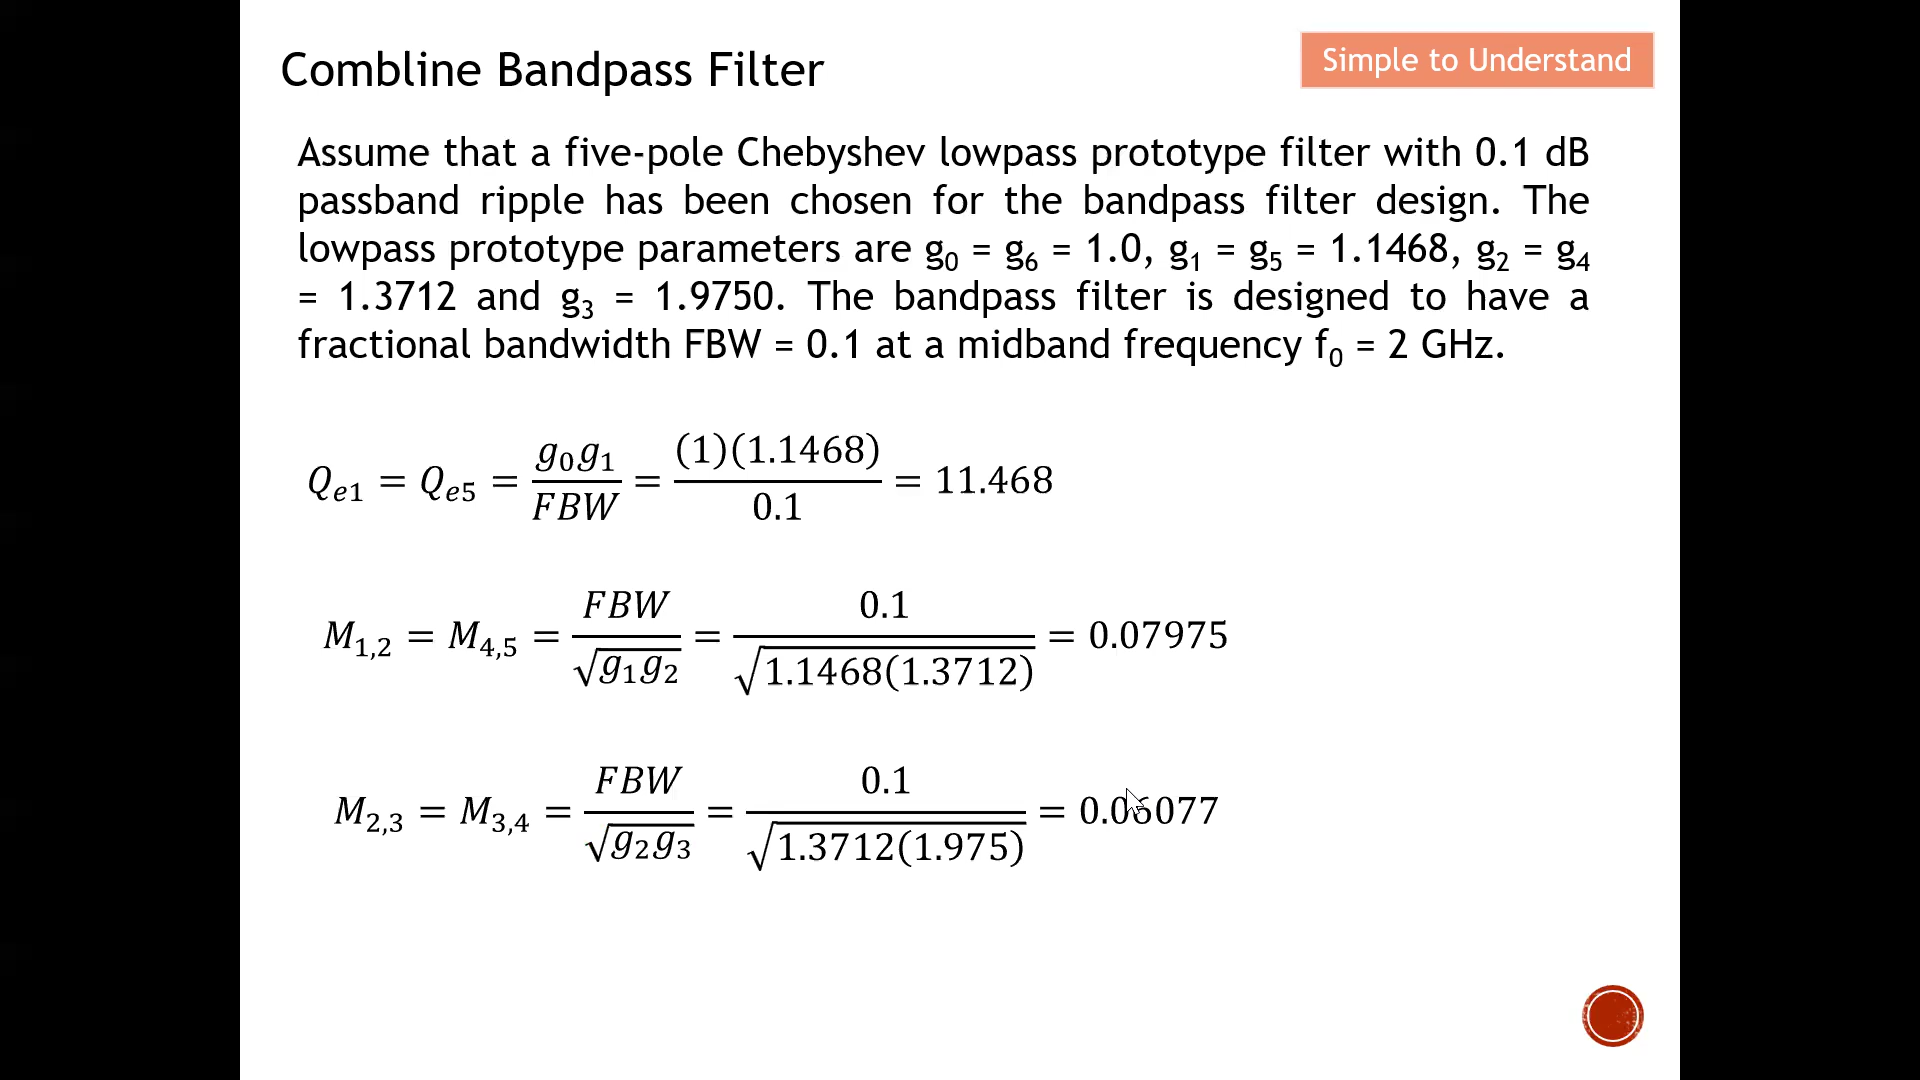 Combline Bandpass Filter
Simple to Understand
Assume that a five-pole Chebyshev lowpass prototype filter with 0.1 dB
passband ripple has been chosen for the bandpass filter design. The
lowpass prototype parameters are g₀ = g₆ = 1.0, g₁ = g₅ = 1.1468, g₂ = g₄
= 1.3712 and g₃ = 1.9750. The bandpass filter is designed to have a
fractional bandwidth FBW = 0.1 at a midband frequency f₀ = 2 GHz.
Qₑ₁ = Qₑ₅ = g₀g₁/FBW = (1)(1.1468)/0.1 = 11.468
M₁,₂ = M₄,₅ = FBW/√(g₁g₂) = 0.1/√(1.1468(1.3712)) = 0.07975
M₂,₃ = M₃,₄ = FBW/√(g₂g₃) = 0.1/√(1.3712(1.975)) = 0.06077